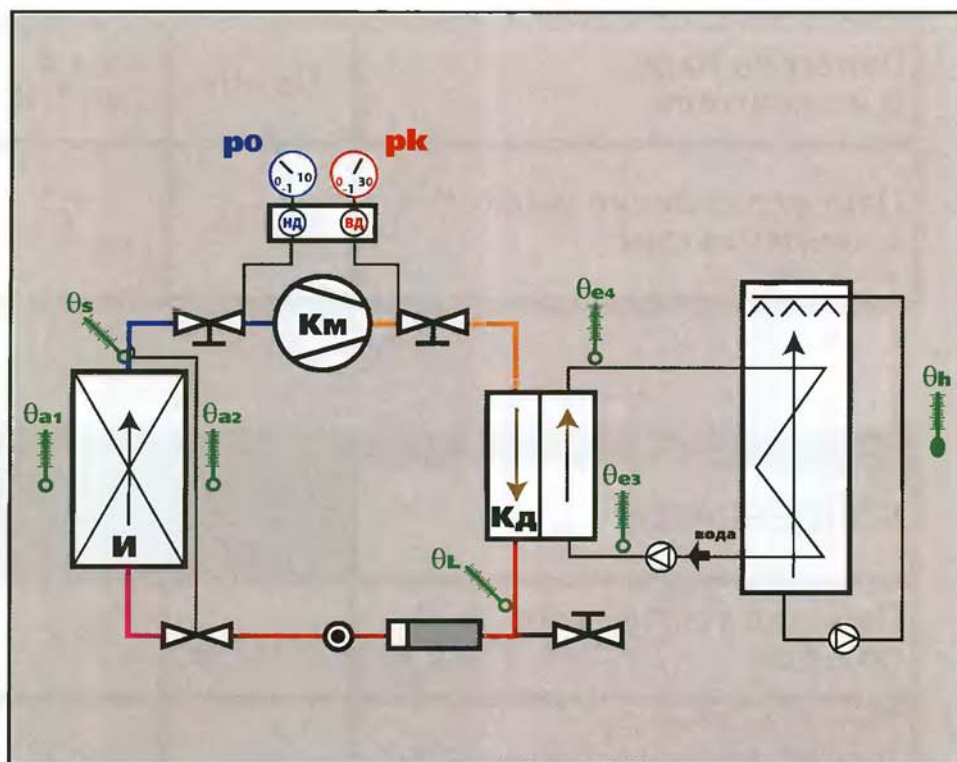 po pk
0 -1 10
0 -1 30
НД ВД
Км
θs
θe4
θa1
θa2
θh
θe3
Кд
вода
И
θL